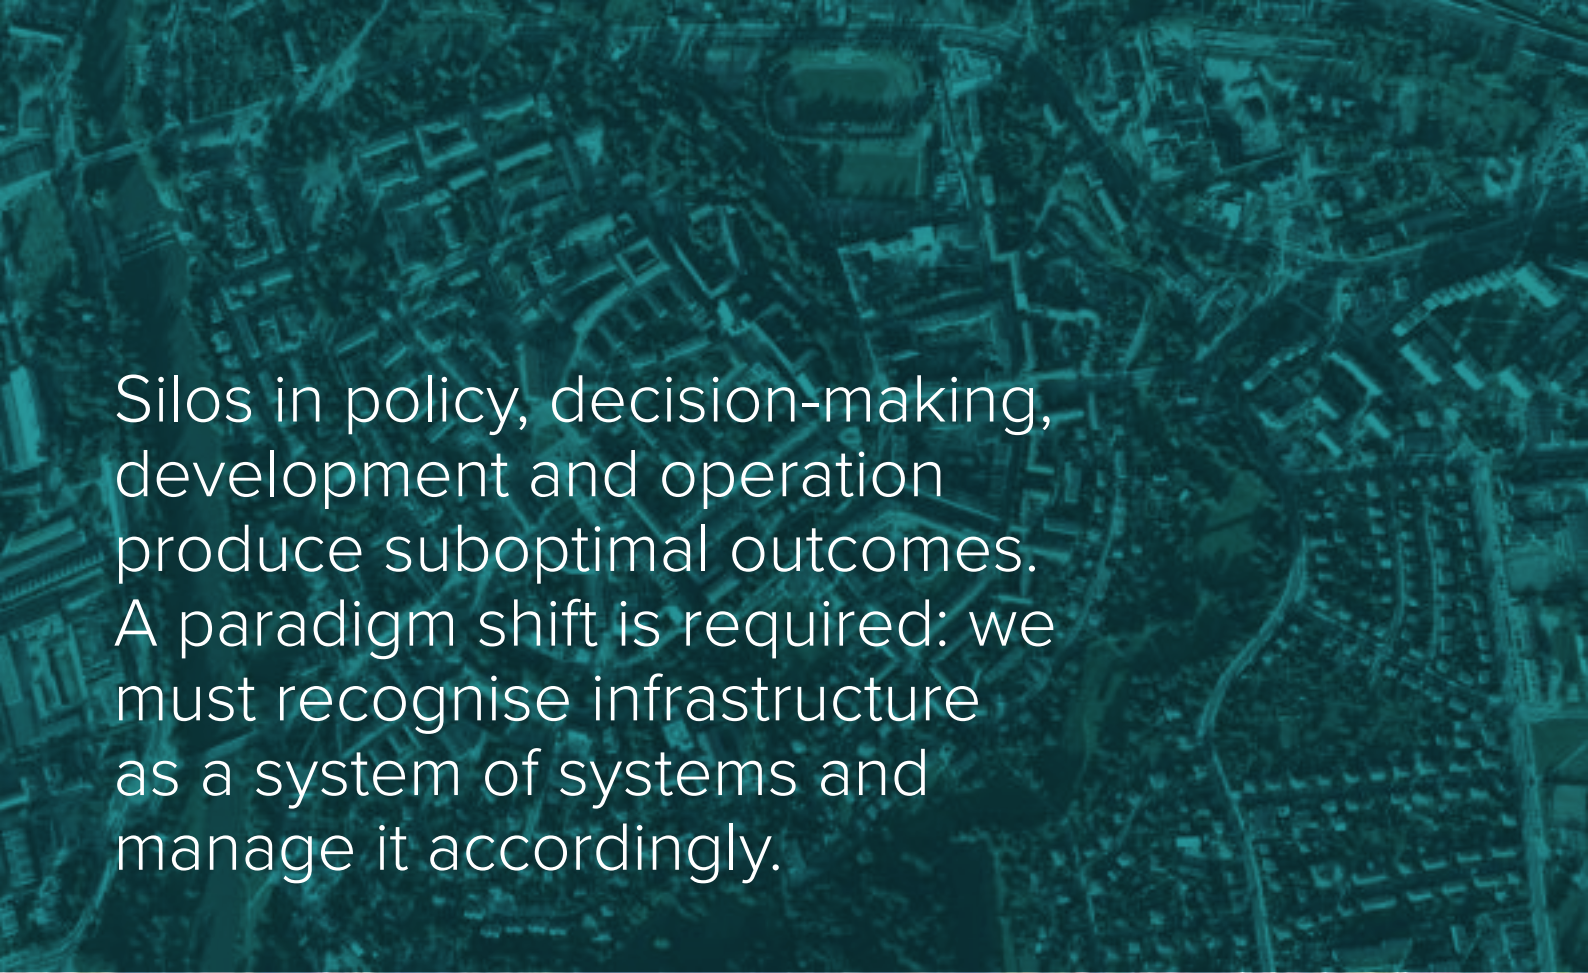 Silos in policy, decision-making,
development and operation
produce suboptimal outcomes.
A paradigm shift is required: we
must recognise infrastructure
as a system of systems and
manage it accordingly.